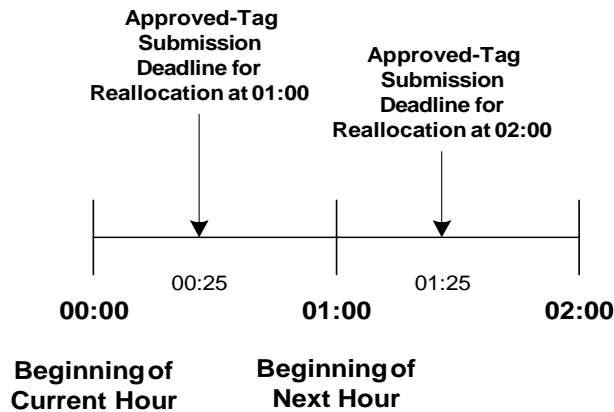 Approved-Tag
Submission
Deadline for
Reallocation at 01:00
Approved-Tag
Submission
Deadline for
Reallocation at 02:00
00:25
01:25
00:00
01:00
02:00
Beginning of
Current Hour
Beginning of
Next Hour